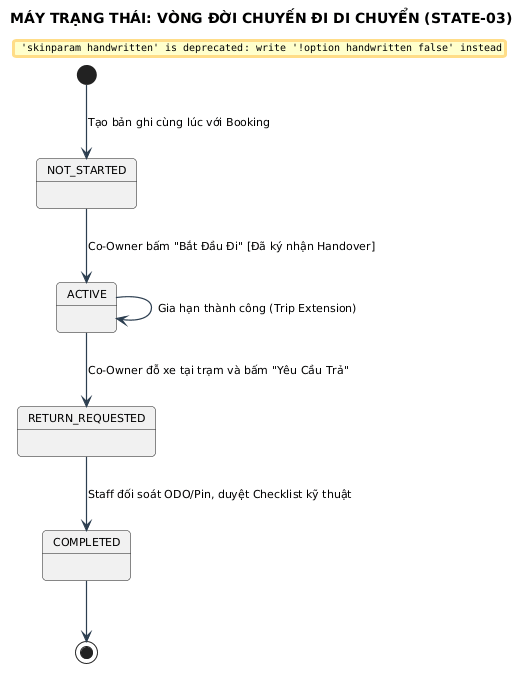 MÁY TRẠNG THÁI: VÒNG ĐỜI CHUYẾN ĐI DI CHUYỂN (STATE-03)
'skinparam handwritten' is deprecated: write '!option handwritten false' instead
Tạo bản ghi cùng lúc với Booking
NOT_STARTED
Co-Owner bấm "Bắt Đầu Đi" [Đã ký nhận Handover]
ACTIVE
Gia hạn thành công (Trip Extension)
Co-Owner đỗ xe tại trạm và bấm "Yêu Cầu Trả"
RETURN_REQUESTED
Staff đối soát ODO/Pin, duyệt Checklist kỹ thuật
COMPLETED